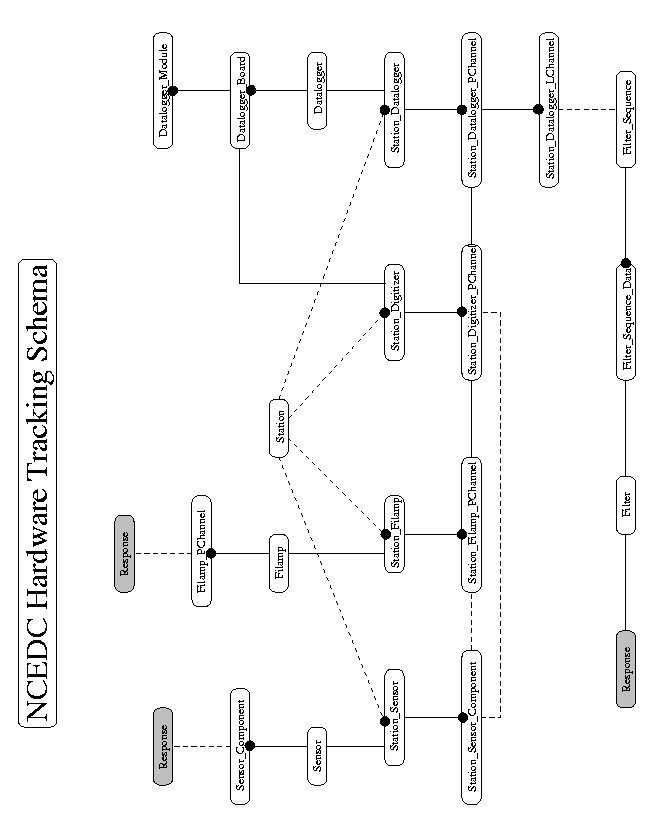 NCEDC Hardware Tracking Schema
Response
Sensor_Component
Sensor
Station_Sensor
Station_Sensor_Component
Response
Filamp_PChannel
Filamp
Station_Filamp
Station_Filamp_PChannel
Station
Station_Digitizer
Station_Digitizer_PChannel
Datalogger_Module
Datalogger_Board
Datalogger
Station_Datalogger
Station_Datalogger_PChannel
Station_Datalogger_LChannel
Response
Filter
Filter_Sequence_Data
Filter_Sequence